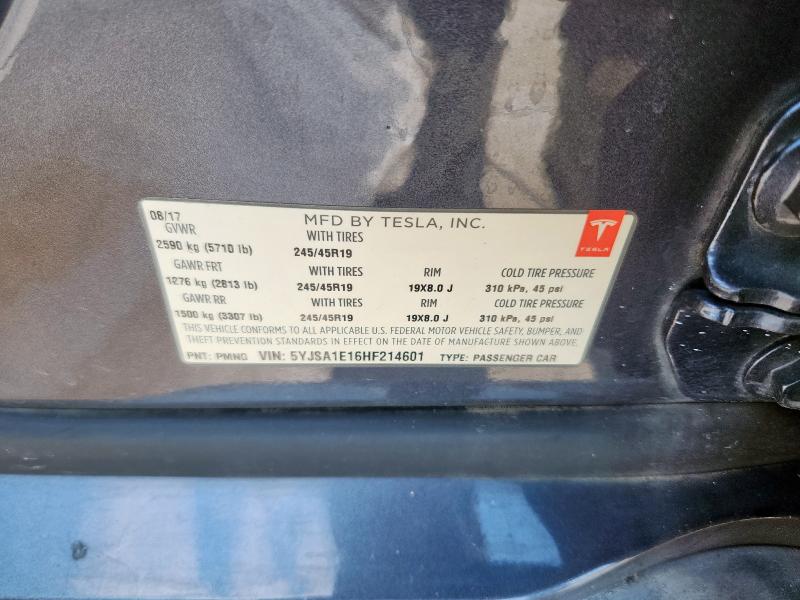 08/17 MFD BY TESLA, INC.
GVWR WITH TIRES
2590 kg (5710 lb) 245/45R19
TESLA
GAWR FRT WITH TIRES RIM COLD TIRE PRESSURE
1276 kg (2813 lb) 245/45R19 19X8.0 J 310 kPa, 45 psi
GAWR RR WITH TIRES RIM COLD TIRE PRESSURE
1500 kg (3307 lb) 245/45R19 19X8.0 J 310 kPa, 45 psi
THIS VEHICLE CONFORMS TO ALL APPLICABLE U.S. FEDERAL MOTOR VEHICLE SAFETY, BUMPER, AND
THEFT PREVENTION STANDARDS IN EFFECT ON THE DATE OF MANUFACTURE SHOWN ABOVE.
PNT: PMNG VIN: 5YJSA1E16HF214601 TYPE: PASSENGER CAR